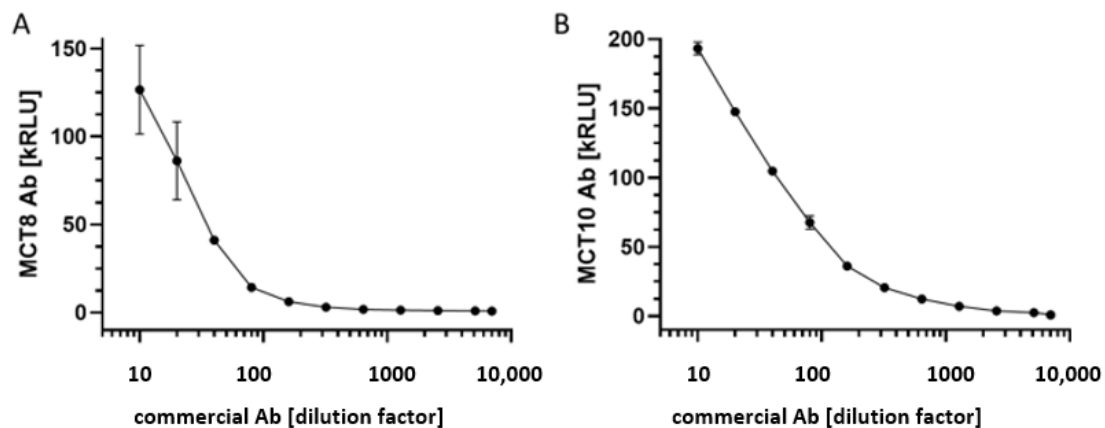 A
MCT8 Ab [kRLU]
150
100
50
0
10 100 1000 10,000
commercial Ab [dilution factor]
B
MCT10 Ab [kRLU]
200
150
100
50
0
10 100 1000 10,000
commercial Ab [dilution factor]